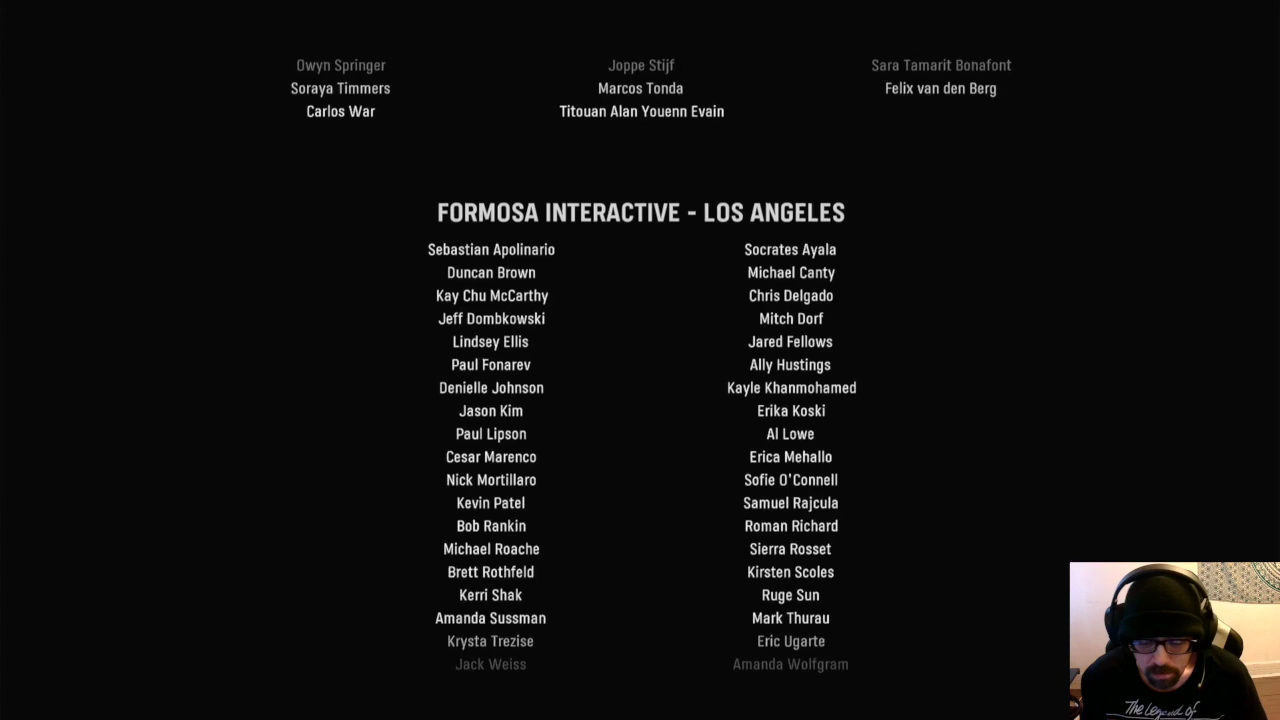 Owyn Springer Joppe Stijf Sara Tamarit Bonafont
Soraya Timmers Marcos Tonda Felix van den Berg
Carlos War Titouan Alan Youenn Evain
FORMOSA INTERACTIVE - LOS ANGELES
Sebastian Apolinario Socrates Ayala
Duncan Brown Michael Canty
Kay Chu McCarthy Chris Delgado
Jeff Dombkowski Mitch Dorf
Lindsey Ellis Jared Fellows
Paul Fonarev Ally Hustings
Denielle Johnson Kayle Khanmohamed
Jason Kim Erika Koski
Paul Lipson Al Lowe
Cesar Marenco Erica Mehallo
Nick Mortillaro Sofie O'Connell
Kevin Patel Samuel Rajcula
Bob Rankin Roman Richard
Michael Roache Sierra Rosset
Brett Rothfeld Kirsten Scoles
Kerri Shak Ruge Sun
Amanda Sussman Mark Thurau
Krysta Trezise Eric Ugarte
Jack Weiss Amanda Wolfgram
The Legend of